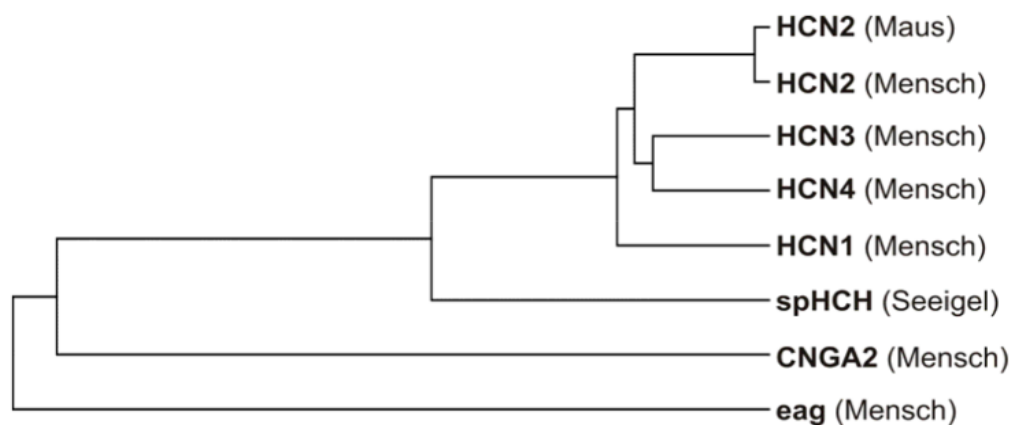 HCN2 (Maus)
HCN2 (Mensch)
HCN3 (Mensch)
HCN4 (Mensch)
HCN1 (Mensch)
spHCH (Seeigel)
CNGA2 (Mensch)
eag (Mensch)